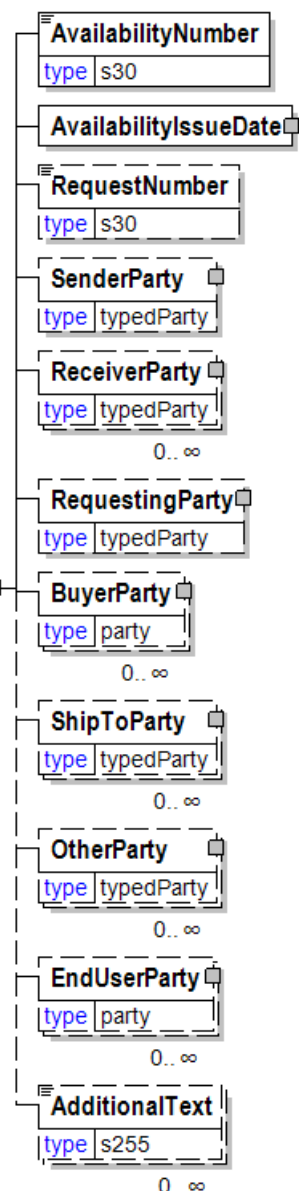 AvailabilityNumber
type s30
AvailabilityIssueDate
RequestNumber
type s30
SenderParty
type typedParty
ReceiverParty
type typedParty
0.. ∞
RequestingParty
type typedParty
BuyerParty
type party
0.. ∞
ShipToParty
type typedParty
0.. ∞
OtherParty
type typedParty
0.. ∞
EndUserParty
type party
0.. ∞
AdditionalText
type s255
0.. ∞